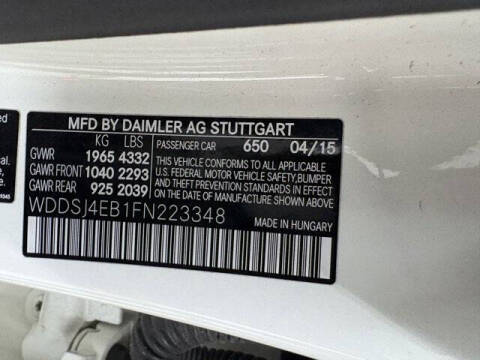 MFD BY DAIMLER AG STUTTGART
KG LBS
GVWR 1965 4332
GAWR FRONT 1040 2293
GAWR REAR 925 2039
PASSENGER CAR 650 04/15
THIS VEHICLE CONFORMS TO ALL APPLICABLE
U.S. FEDERAL MOTOR VEHICLE SAFETY, BUMPER
AND THEFT PREVENTION STANDARDS IN EFFECT
ON THE DATE OF MANUFACTURE SHOWN ABOVE
WDDSJ4EB1FN223348
MADE IN HUNGARY